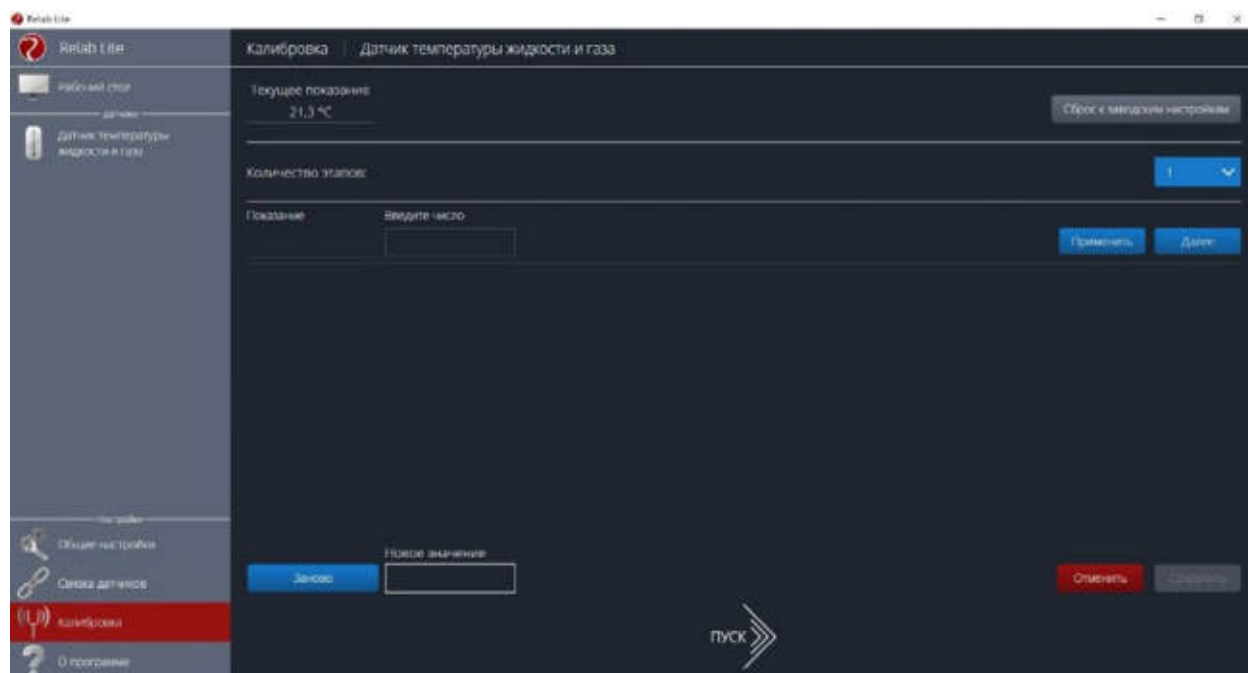 Relab Lite
Relab Lite
Калибровка
Датчик температуры жидкости и газа
Рабочий стол
Текущее показание
21,3 °C
Сброс к заводским настройкам
датчики
Датчик температуры
жидкости и газа
Количество этапов:
1
Показание
Введите число
Применить
Далее
Настройки
Общие настройки
Связка датчиков
Калибровка
О программе
Новое значение
Заново
Отменить
Сохранить
ПУСК